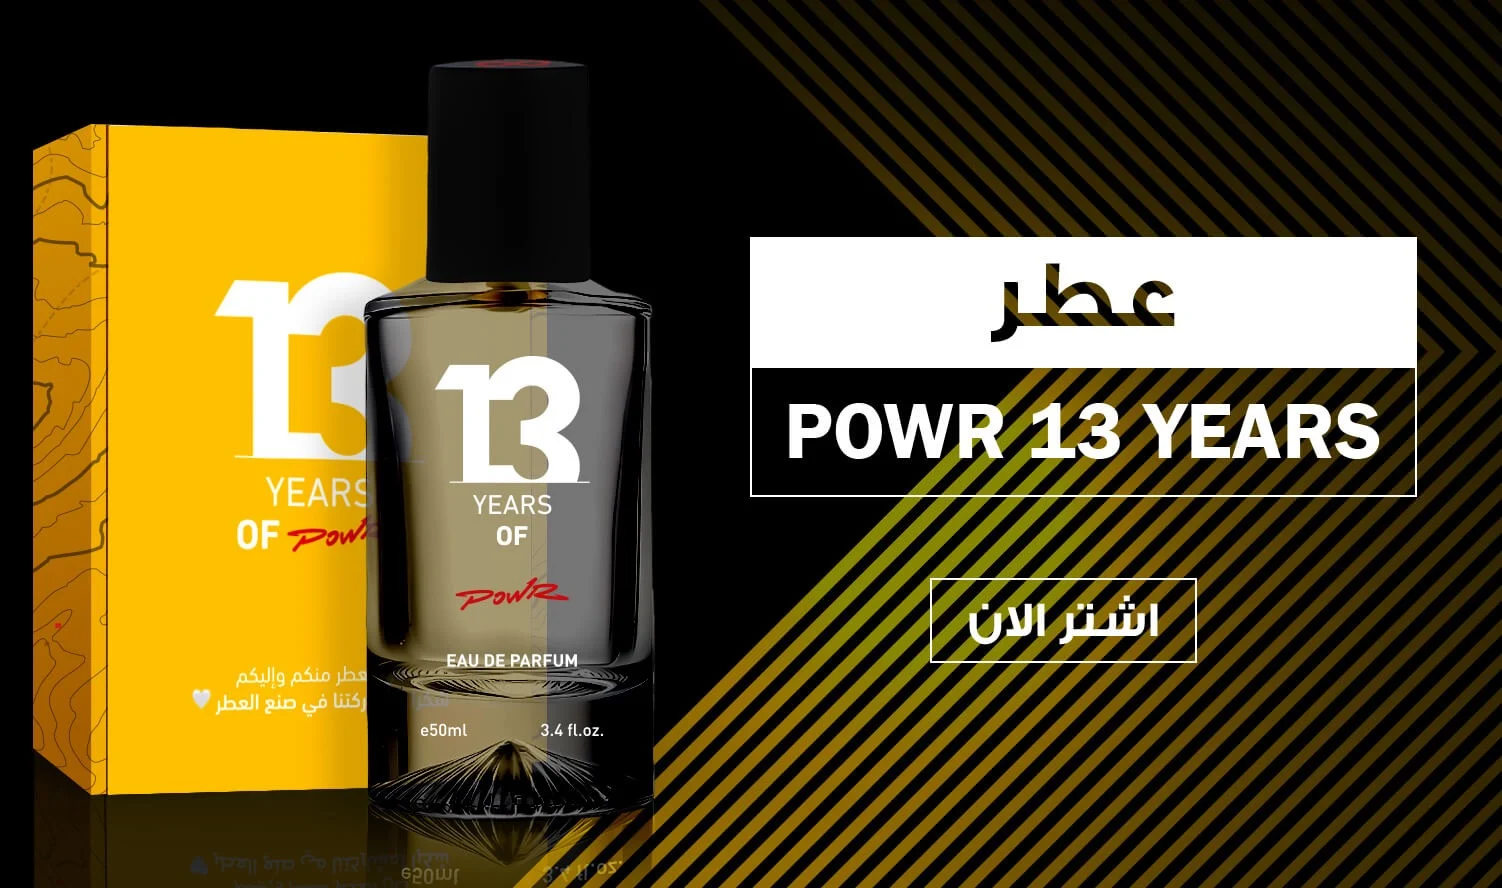 13
YEARS
OF PowR
عطر منكم وإليكم
في صنع العطر
13
YEARS
OF
PowR
EAU DE PARFUM
e50ml 3.4 fl.oz.
عطر
POWR 13 YEARS
اشتر الان